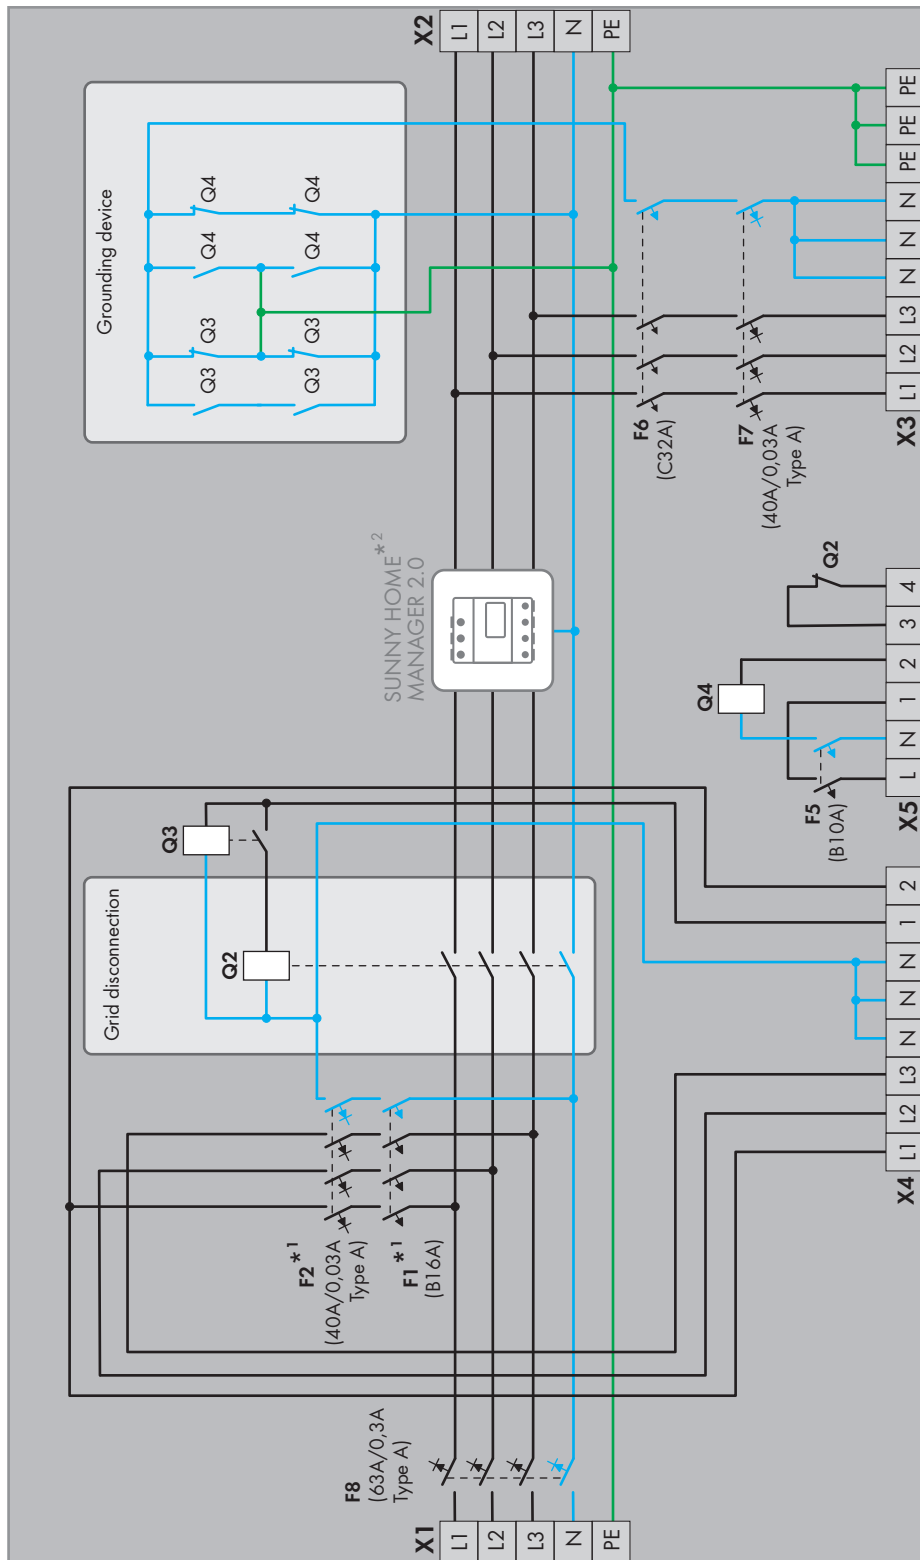 X2
L1
L2
L3
N
PE
Grounding device
Q4
Q4
Q4
Q4
Q3
Q3
Q3
Q3
PE
PE
PE
N
N
N
L3
L2
L1
X3
F6
(C32A)
F7
(40A/0,03A
Type A)
SUNNY HOME*2
MANAGER 2.0
Q2
4
3
2
1
N
L
X5
Q4
F5
(B10A)
Q3
Grid disconnection
Q2
2
1
N
N
N
L3
L2
L1
X4
F2*1
(40A/0,03A
Type A)
F1*1
(B16A)
F8
(63A/0,3A
Type A)
X1
L1
L2
L3
N
PE